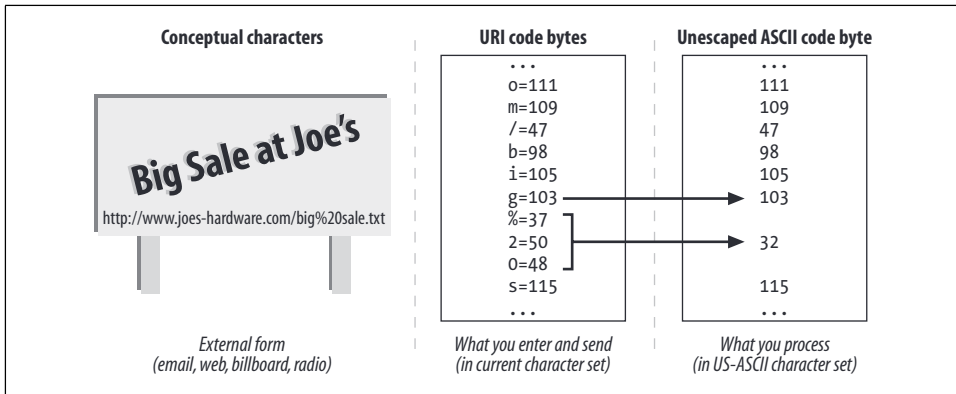 Conceptual characters
Big Sale at Joe's
http://www.joes-hardware.com/big%20sale.txt
External form
(email, web, billboard, radio)
URI code bytes
...
o=111
m=109
/=47
b=98
i=105
g=103
%=37
2=50
0=48
s=115
...
What you enter and send
(in current character set)
Unescaped ASCII code byte
...
111
109
47
98
105
103
32
115
...
What you process
(in US-ASCII character set)